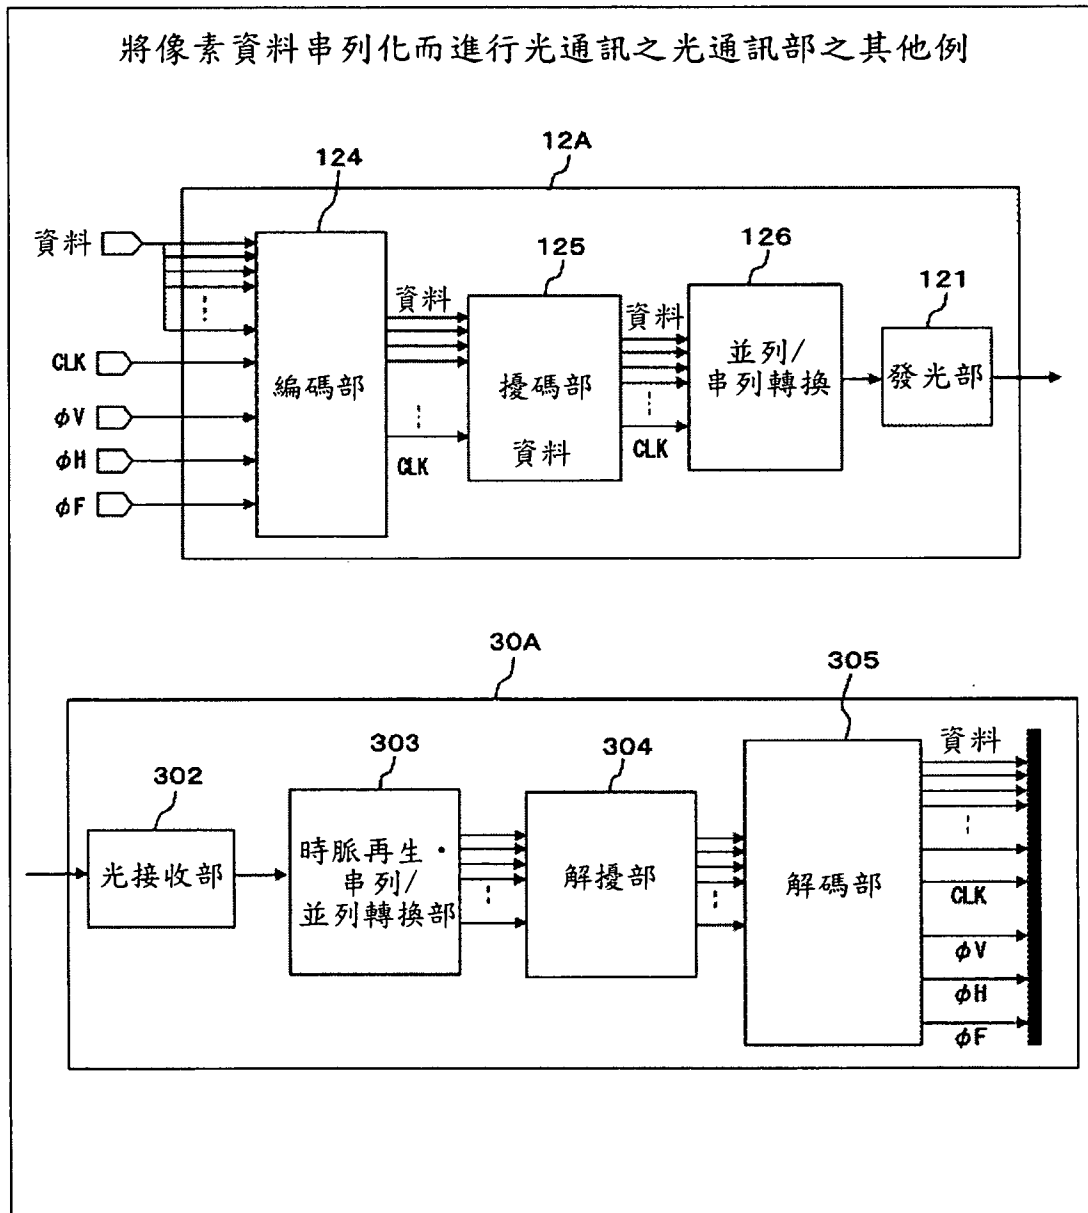 將像素資料串列化而進行光通訊之光通訊部之其他例
12A
124
資料
125
126
121
資料
資料
CLK
編碼部
擾碼部
並列/
串列轉換
發光部
φV
φH
資料
CLK
CLK
φF
30A
305
303
304
資料
302
時脈再生・
串列/
並列轉換部
光接收部
解擾部
解碼部
CLK
φV
φH
φF